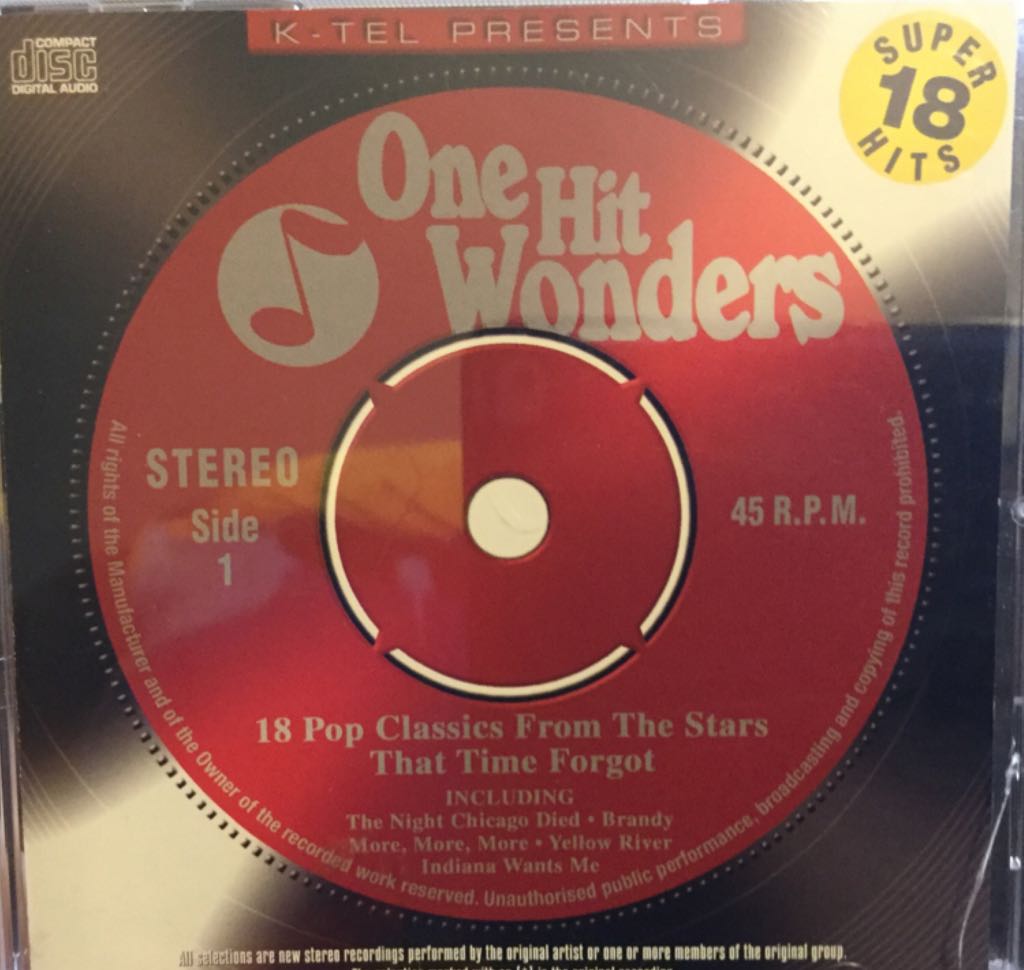 K-TEL PRESENTS
COMPACT
disc
DIGITAL AUDIO
SUPER
18
HITS
One Hit
Wonders
STEREO
Side
1
45 R.P.M.
18 Pop Classics From The Stars
That Time Forgot
INCLUDING
The Night Chicago Died • Brandy
More, More, More • Yellow River
Indiana Wants Me
All rights of the Manufacturer and of the Owner of the recorded work reserved. Unauthorised public performance, broadcasting and copying of this record prohibited.
All selections are new stereo recordings performed by the original artist or one or more members of the original group.